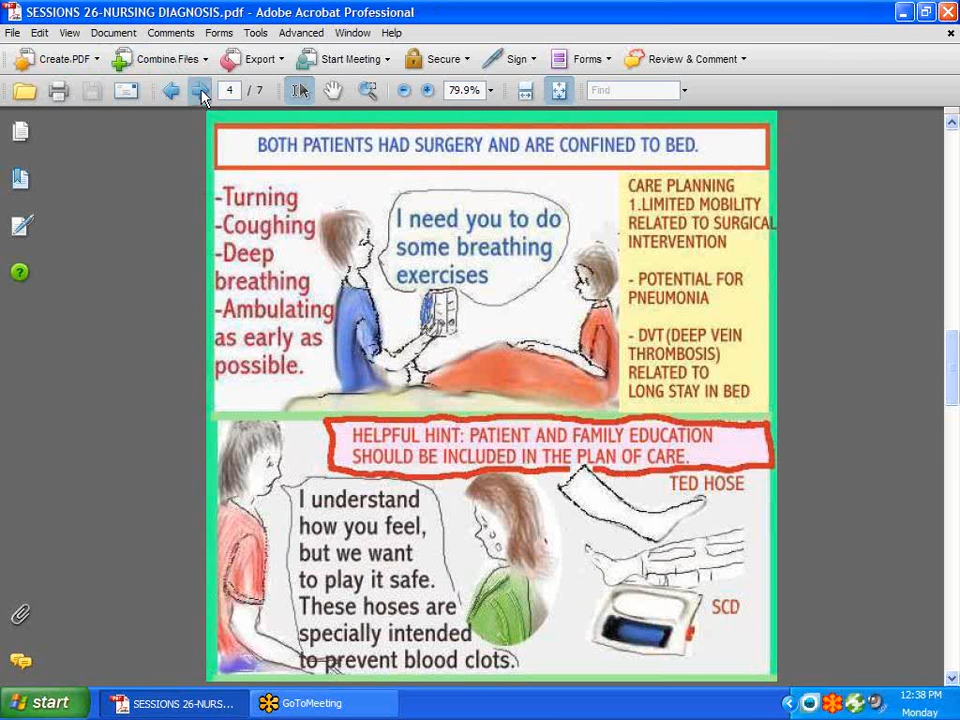 SESSIONS 26-NURSING DIAGNOSIS.pdf - Adobe Acrobat Professional
File Edit View Document Comments Forms Tools Advanced Window Help
Create PDF Combine Files Export Start Meeting Secure Sign Forms Review & Comment
4 / 7 79.9% Find
BOTH PATIENTS HAD SURGERY AND ARE CONFINED TO BED.
-Turning
-Coughing
-Deep
breathing
-Ambulating
as early as
possible.
I need you to do
some breathing
exercises
CARE PLANNING
1.LIMITED MOBILITY
RELATED TO SURGICAL
INTERVENTION
- POTENTIAL FOR
PNEUMONIA
- DVT(DEEP VEIN
THROMBOSIS)
RELATED TO
LONG STAY IN BED
HELPFUL HINT: PATIENT AND FAMILY EDUCATION
SHOULD BE INCLUDED IN THE PLAN OF CARE.
I understand
how you feel,
but we want
to play it safe.
These hoses are
specially intended
to prevent blood clots.
TED HOSE
SCD
start SESSIONS 26-NURS... GoToMeeting 12:38 PM
Monday